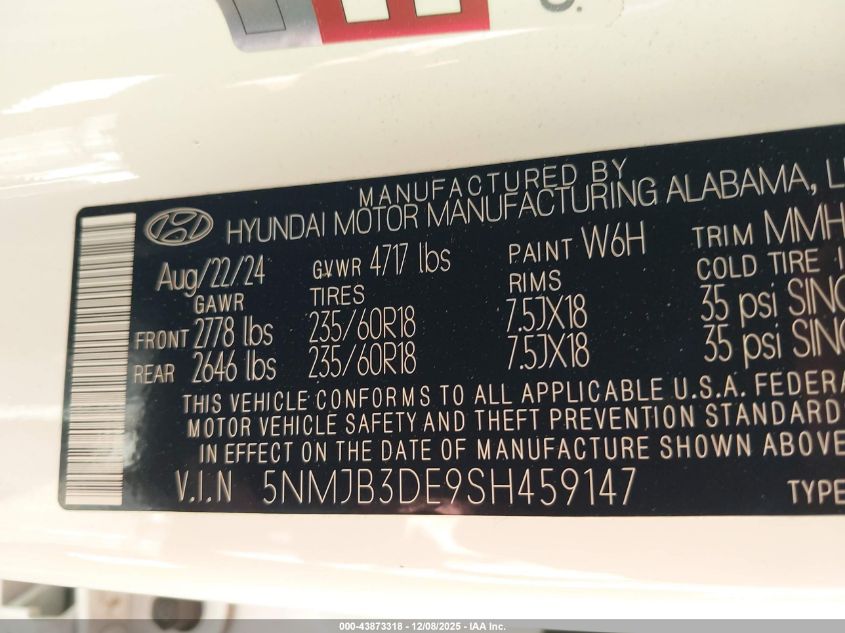 MANUFACTURED BY
HYUNDAI MOTOR MANUFACTURING ALABAMA,
Aug/22/24 GVWR 4717 lbs PAINT W6H TRIM MMH
GAWR TIRES RIMS COLD TIRE
FRONT 2778 lbs 235/60R18 7.5JX18 35 psi
REAR 2646 lbs 235/60R18 7.5JX18 35 psi
THIS VEHICLE CONFORMS TO ALL APPLICABLE U.S.A.
MOTOR VEHICLE SAFETY AND THEFT PREVENTION STANDARD
IN EFFECT ON THE DATE OF MANUFACTURE SHOWN ABOVE
V.I.N 5NMJB3DE9SH459147 TYPE
000-43873318 - 12/08/2025 - IAA Inc.